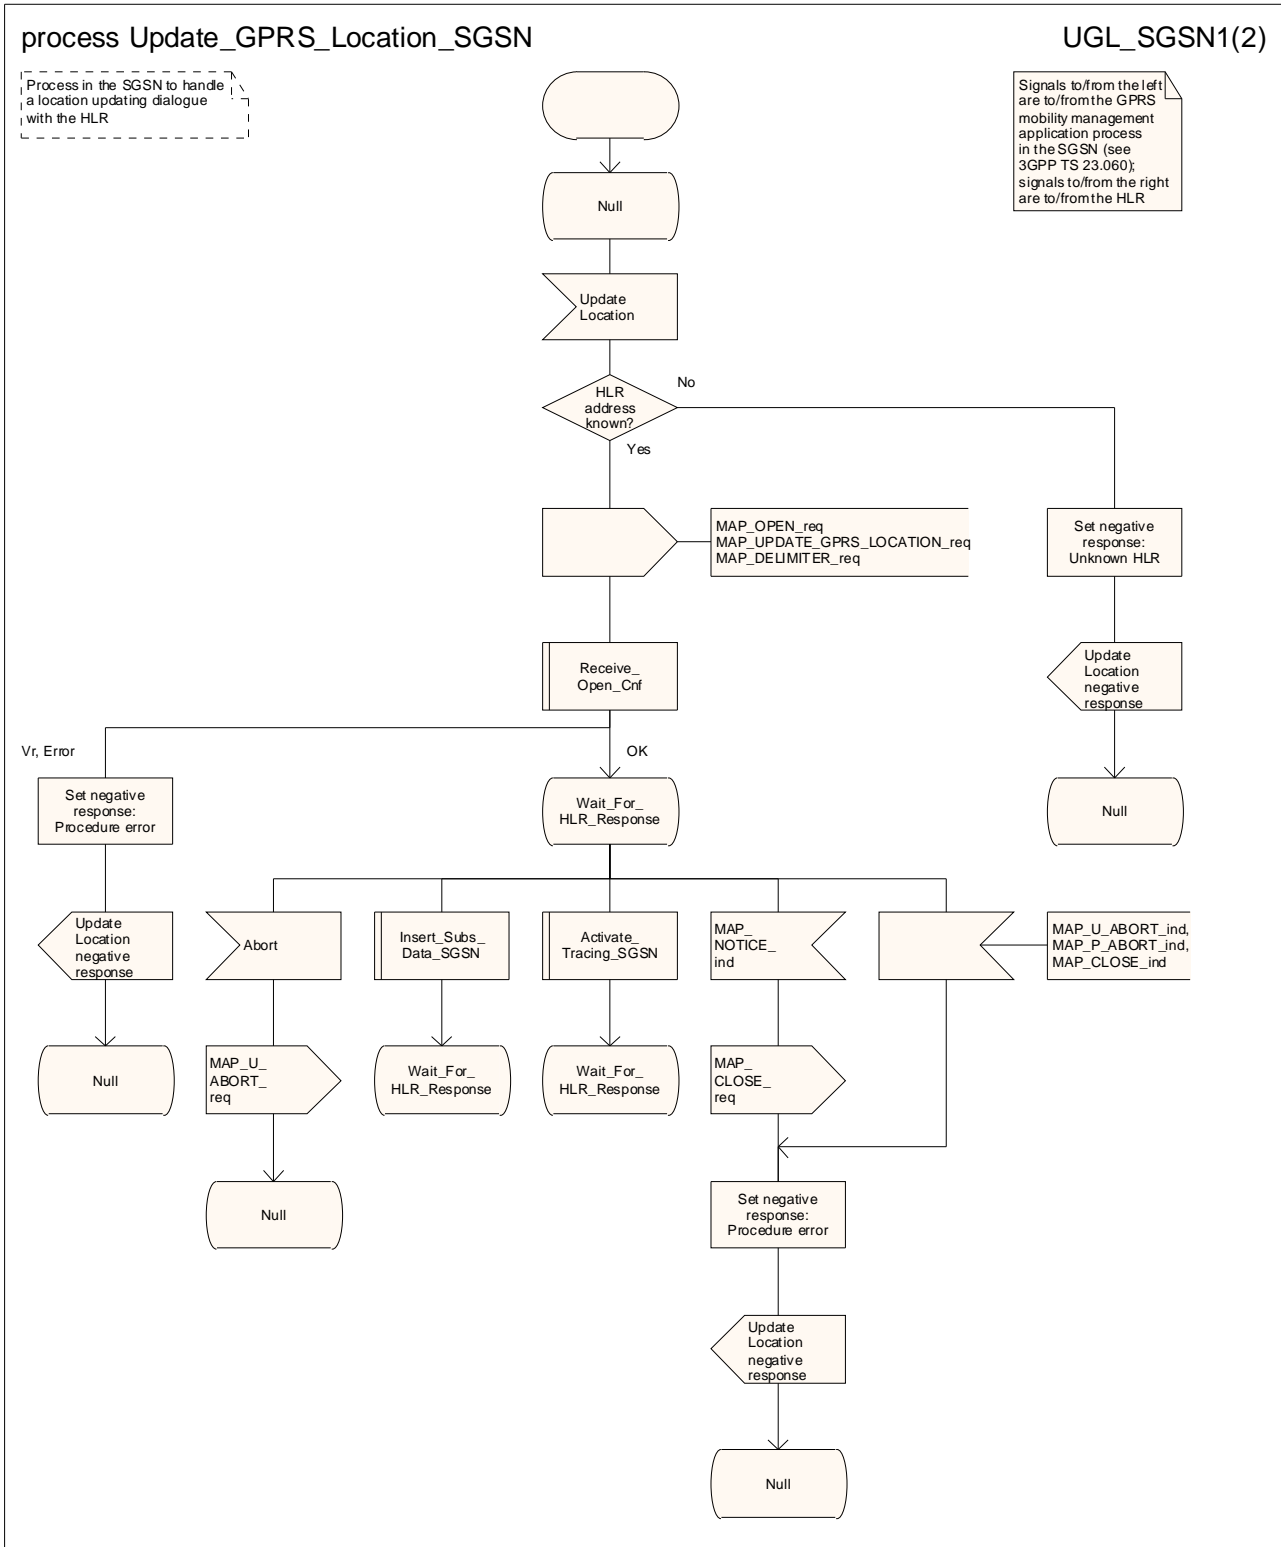 process Update_GPRS_Location_SGSN
UGL_SGSN1(2)
Process in the SGSN to handle
a location updating dialogue
with the HLR
Signals to/from the left
are to/from the GPRS
mobility management
application process
in the SGSN (see
3GPP TS 23.060);
signals to/from the right
are to/from the HLR
Null
Update
Location
HLR
address
known?
No
Yes
MAP_OPEN_req
MAP_UPDATE_GPRS_LOCATION_req
MAP_DELIMITER_req
Set negative
response:
Unknown HLR
Receive_
Open_Cnf
Update
Location
negative
response
Vr, Error
OK
Set negative
response:
Procedure error
Wait_For_
HLR_Response
Null
Update
Location
negative
response
Abort
Insert_Subs_
Data_SGSN
Activate_
Tracing_SGSN
MAP_
NOTICE_
ind
MAP_U_ABORT_ind,
MAP_P_ABORT_ind,
MAP_CLOSE_ind
Null
MAP_U_
ABORT_
req
Wait_For_
HLR_Response
Wait_For_
HLR_Response
MAP_
CLOSE_
req
Null
Set negative
response:
Procedure error
Update
Location
negative
response
Null